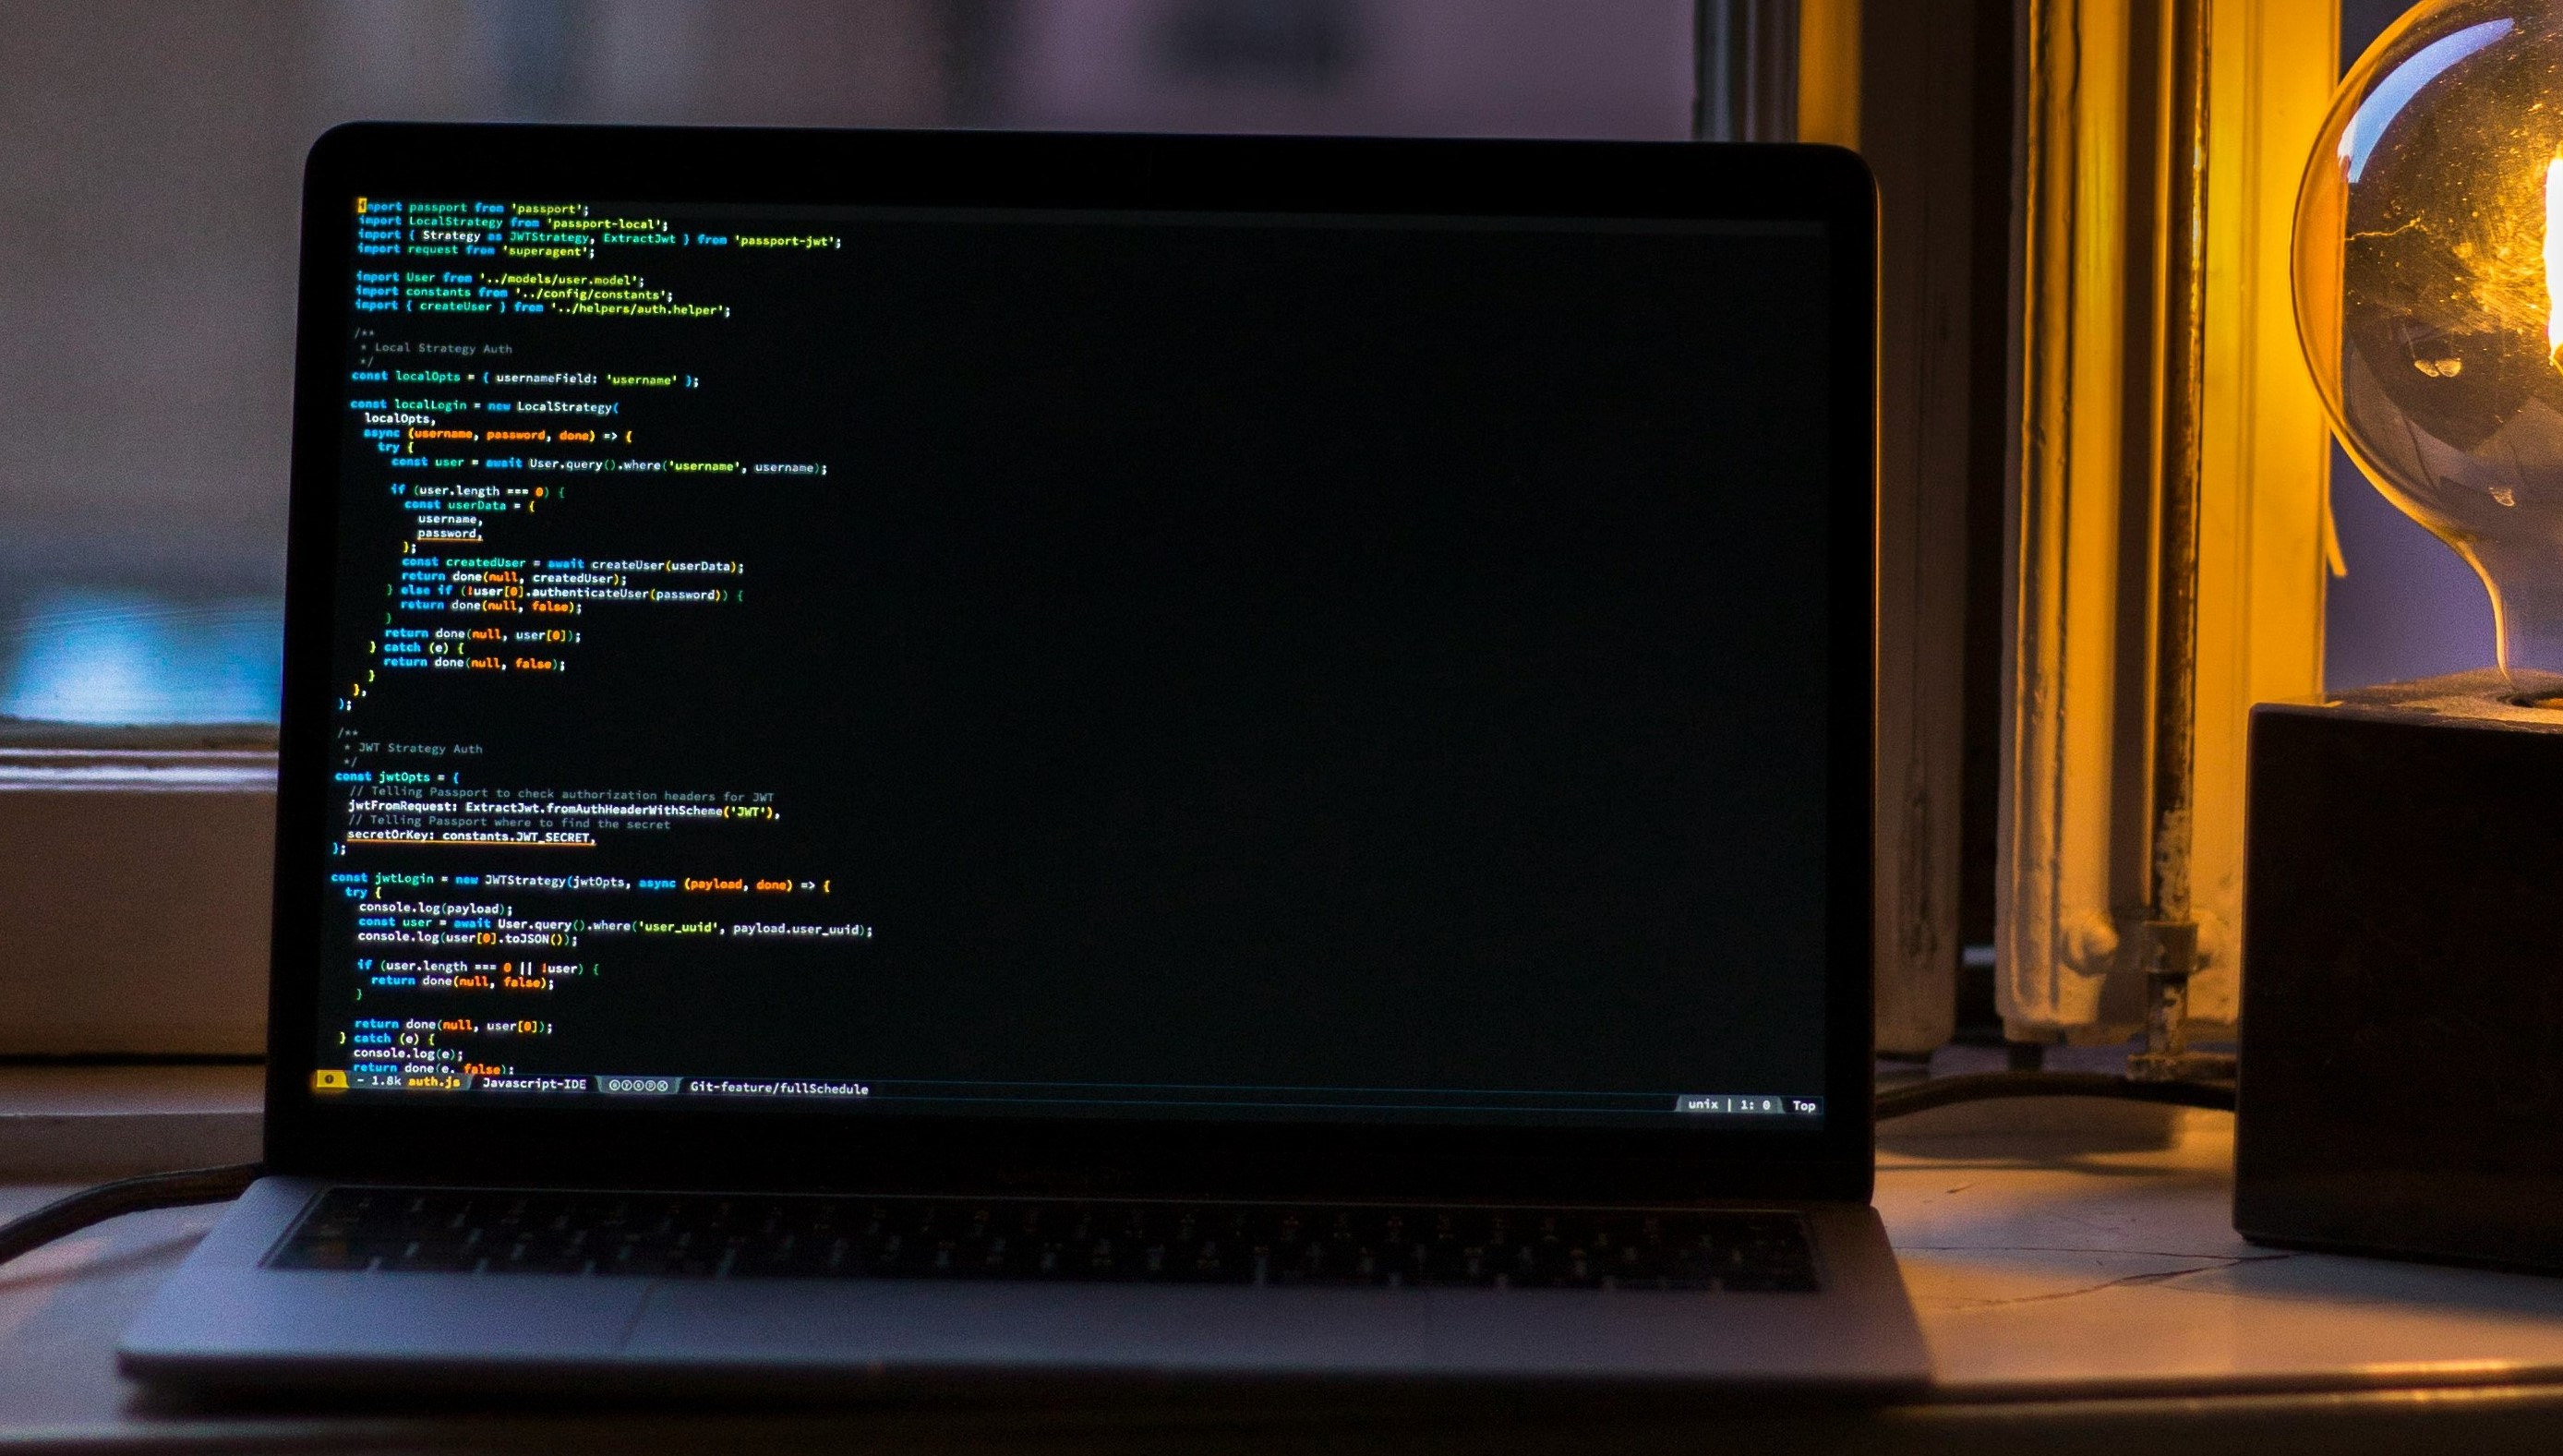 import passport from 'passport';
import LocalStrategy from 'passport-local';
import { Strategy as JWTStrategy, ExtractJwt } from 'passport-jwt';
import request from 'superagent';

import User from '../models/user.model';
import constants from '../config/constants';
import { createUser } from '../helpers/auth.helper';

/**
 * Local Strategy Auth
 */
const localOpts = { usernameField: 'username' };

const localLogin = new LocalStrategy(
  localOpts,
  async (username, password, done) => {
    try {
      const user = await User.query().where('username', username);

      if (user.length === 0) {
        const userData = {
          username,
          password,
        };
        const createdUser = await createUser(userData);
        return done(null, createdUser);
      } else if (!user[0].authenticateUser(password)) {
        return done(null, false);
      }
      return done(null, user[0]);
    } catch (e) {
      return done(null, false);
    }
  },
);

/**
 * JWT Strategy Auth
 */
const jwtOpts = {
  // Telling Passport to check authorization headers for JWT
  jwtFromRequest: ExtractJwt.fromAuthHeaderWithScheme('JWT'),
  // Telling Passport where to find the secret
  secretOrKey: constants.JWT_SECRET,
};

const jwtLogin = new JWTStrategy(jwtOpts, async (payload, done) => {
  try {
    console.log(payload);
    const user = await User.query().where('user_uuid', payload.user_uuid);
    console.log(user[0].toJSON());

    if (user.length === 0 || !user) {
      return done(null, false);
    }

    return done(null, user[0]);
  } catch (e) {
    console.log(e);
    return done(e, false);
- 1.8k auth.js Javascript-IDE Git-feature/fullSchedule unix | 1: 0 Top